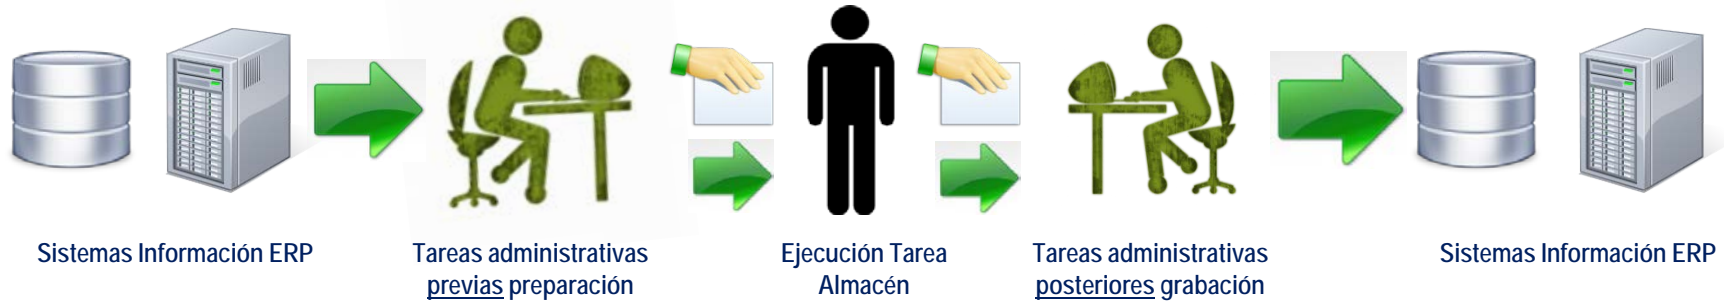 Sistemas Información ERP
Tareas administrativas
previas preparación
Ejecución Tarea
Almacén
Tareas administrativas
posteriores grabación
Sistemas Información ERP